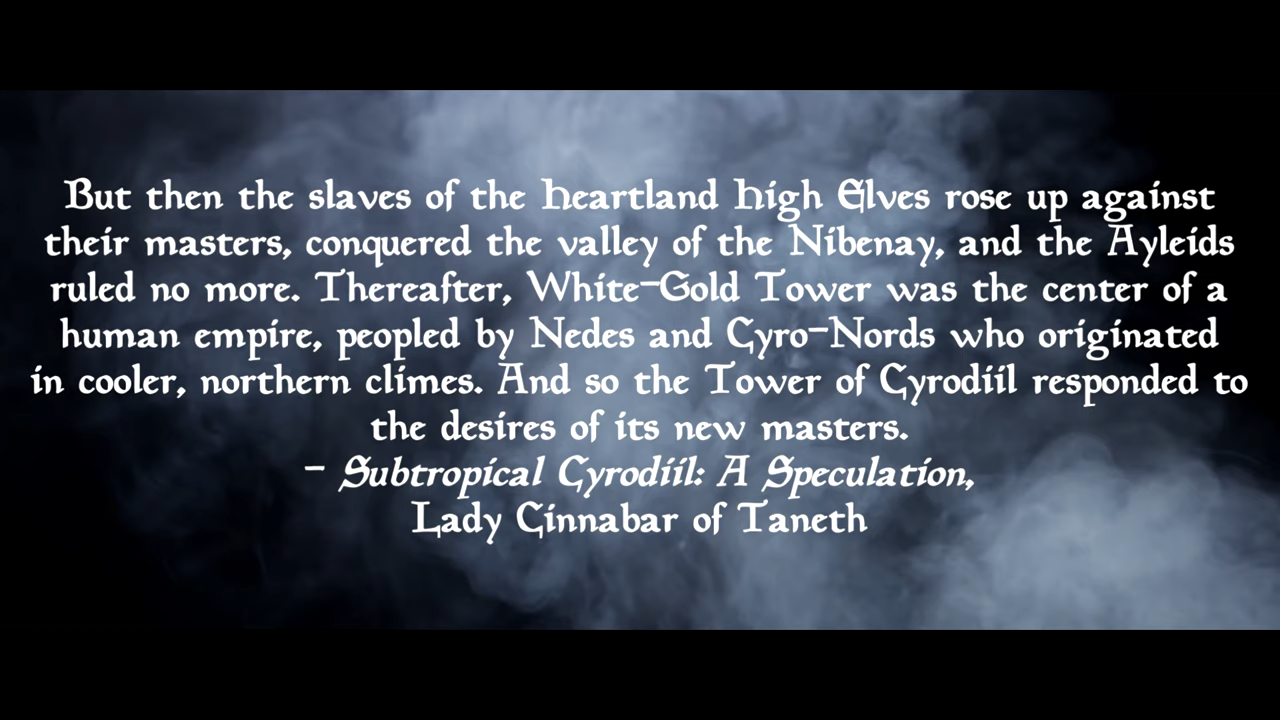 But then the slaves of the Heartland High Elves rose up against
their masters, conquered the valley of the Nibenay, and the Ayleids
ruled no more. Thereafter, White-Gold Tower was the center of a
human empire, peopled by Nedes and Cyro-Nords who originated
in cooler, northern climes. And so the Tower of Cyrodiil responded to
the desires of its new masters.
- Subtropical Cyrodiil: A Speculation,
Lady Cinnabar of Taneth